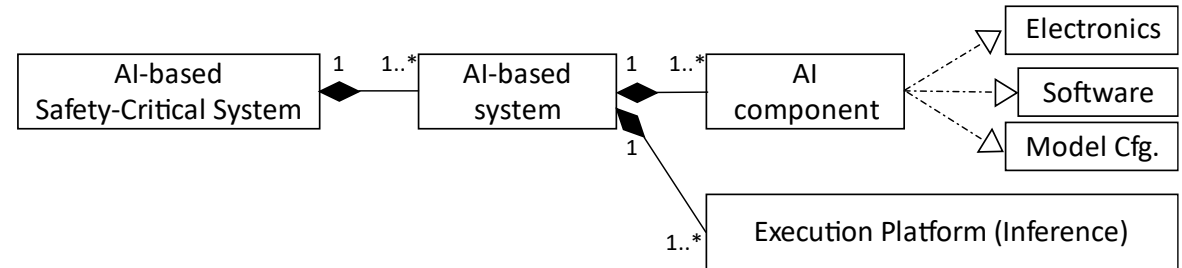 AI-based
Safety-Critical System
1
1..*
AI-based
system
1
1..*
1
1..*
AI
component
Electronics
Software
Model Cfg.
Execution Platform (Inference)